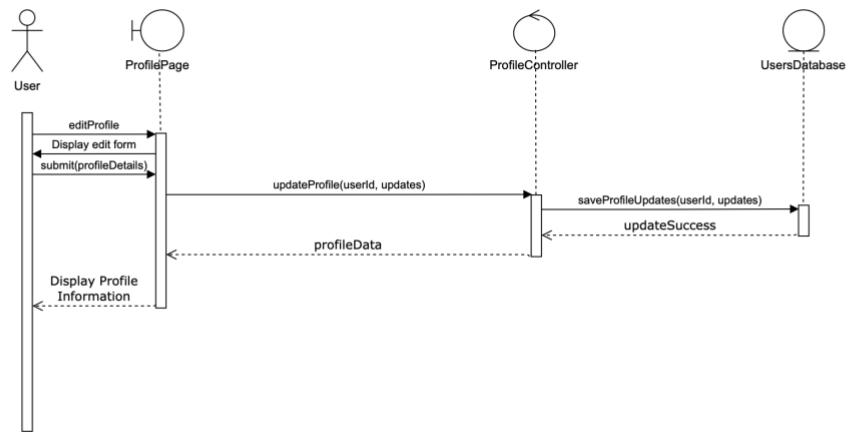 ProfilePage
ProfileController
UsersDatabase
User
editProfile
Display edit form
submit(profileDetails)
updateProfile(userId, updates)
saveProfileUpdates(userId, updates)
updateSuccess
profileData
Display Profile
Information